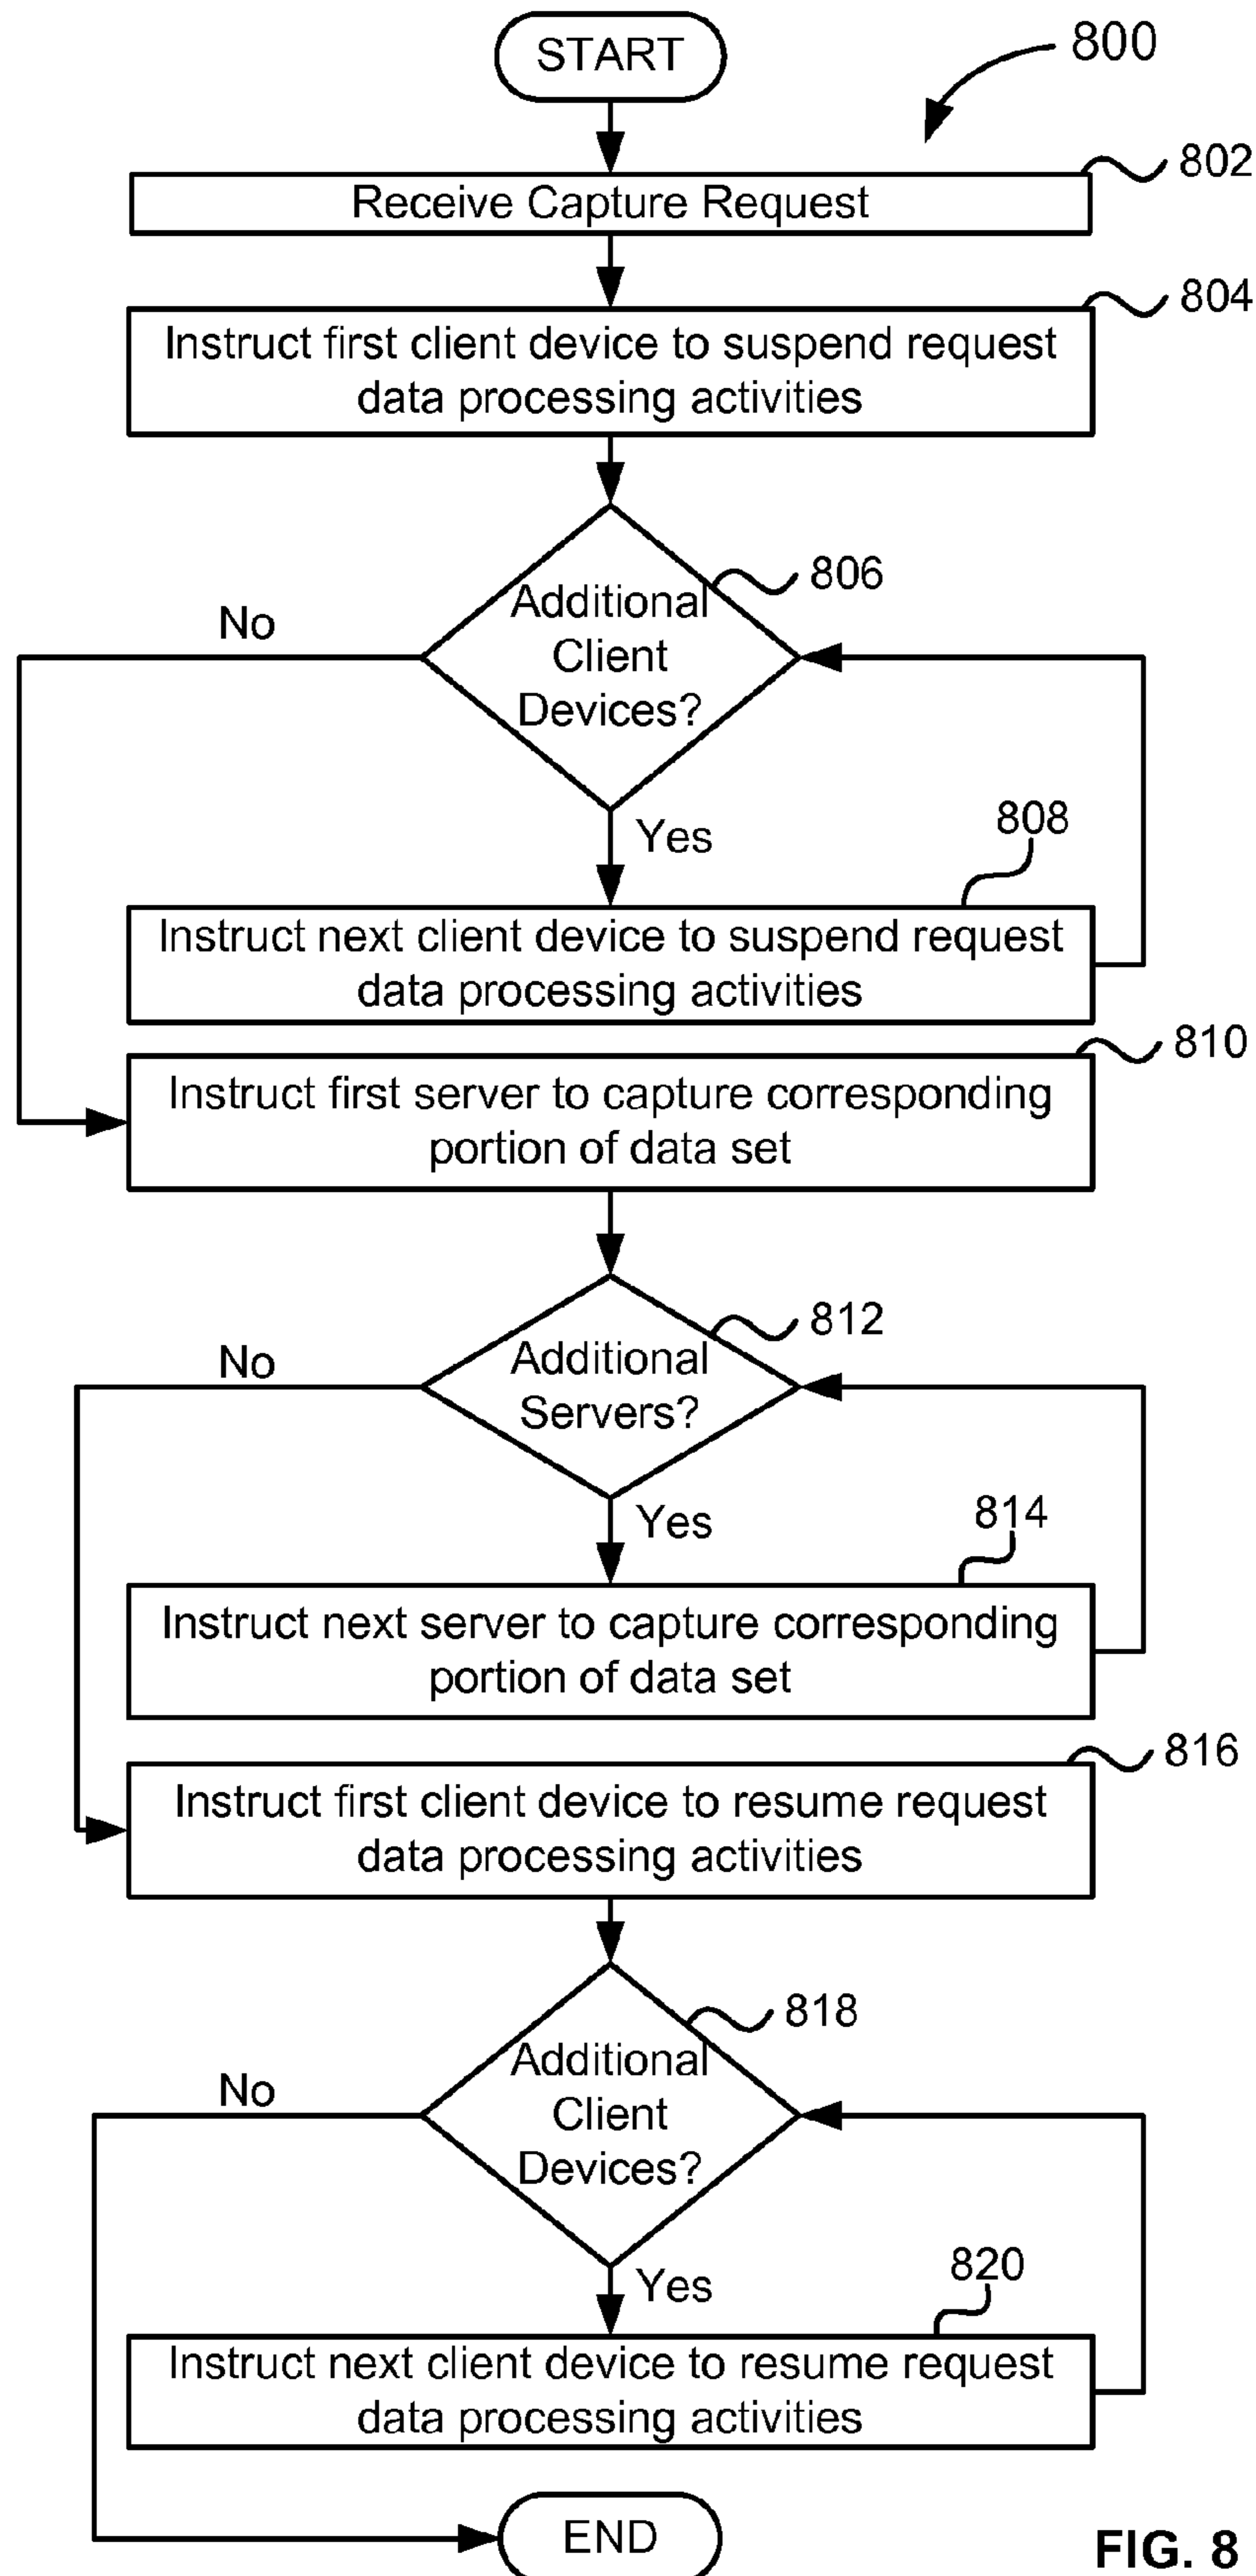 START
800
802
Receive Capture Request
804
Instruct first client device to suspend request
data processing activities
806
Additional
Client
Devices?
No
Yes
808
Instruct next client device to suspend request
data processing activities
810
Instruct first server to capture corresponding
portion of data set
812
Additional
Servers?
No
Yes
814
Instruct next server to capture corresponding
portion of data set
816
Instruct first client device to resume request
data processing activities
818
Additional
Client
Devices?
No
Yes
820
Instruct next client device to resume request
data processing activities
END
FIG. 8